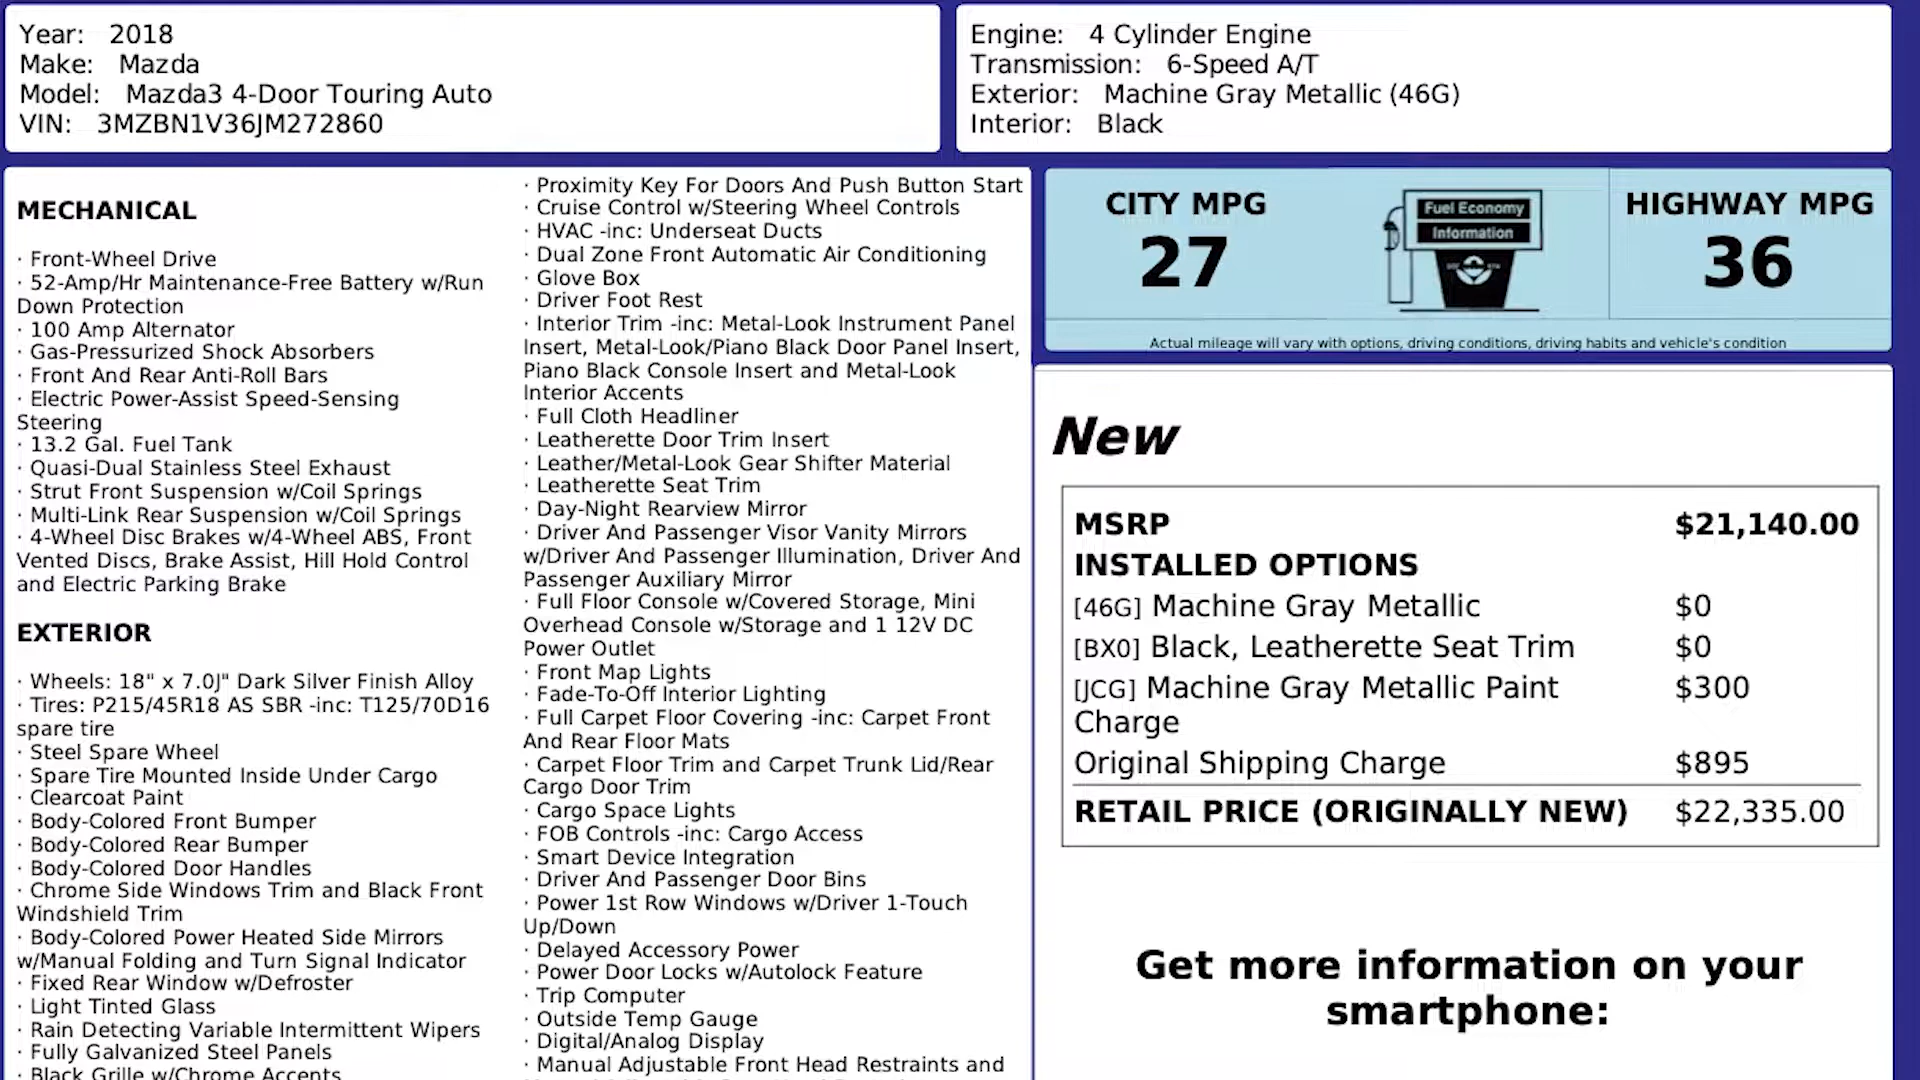 Year: 2018
Make: Mazda
Model: Mazda3 4-Door Touring Auto
VIN: 3MZBN1V36JM272860
Engine: 4 Cylinder Engine
Transmission: 6-Speed A/T
Exterior: Machine Gray Metallic (46G)
Interior: Black
MECHANICAL
· Front-Wheel Drive
· 52-Amp/Hr Maintenance-Free Battery w/Run
Down Protection
· 100 Amp Alternator
· Gas-Pressurized Shock Absorbers
· Front And Rear Anti-Roll Bars
· Electric Power-Assist Speed-Sensing
Steering
· 13.2 Gal. Fuel Tank
· Quasi-Dual Stainless Steel Exhaust
· Strut Front Suspension w/Coil Springs
· Multi-Link Rear Suspension w/Coil Springs
· 4-Wheel Disc Brakes w/4-Wheel ABS, Front
Vented Discs, Brake Assist, Hill Hold Control
and Electric Parking Brake
EXTERIOR
· Wheels: 18" x 7.0J" Dark Silver Finish Alloy
· Tires: P215/45R18 AS SBR -inc: T125/70D16
spare tire
· Steel Spare Wheel
· Spare Tire Mounted Inside Under Cargo
· Clearcoat Paint
· Body-Colored Front Bumper
· Body-Colored Rear Bumper
· Body-Colored Door Handles
· Chrome Side Windows Trim and Black Front
Windshield Trim
· Body-Colored Power Heated Side Mirrors
w/Manual Folding and Turn Signal Indicator
· Fixed Rear Window w/Defroster
· Light Tinted Glass
· Rain Detecting Variable Intermittent Wipers
· Fully Galvanized Steel Panels
· Black Grille w/Chrome Accents
· Proximity Key For Doors And Push Button Start
· Cruise Control w/Steering Wheel Controls
· HVAC -inc: Underseat Ducts
· Dual Zone Front Automatic Air Conditioning
· Glove Box
· Driver Foot Rest
· Interior Trim -inc: Metal-Look Instrument Panel
Insert, Metal-Look/Piano Black Door Panel Insert,
Piano Black Console Insert and Metal-Look
Interior Accents
· Full Cloth Headliner
· Leatherette Door Trim Insert
· Leather/Metal-Look Gear Shifter Material
· Leatherette Seat Trim
· Day-Night Rearview Mirror
· Driver And Passenger Visor Vanity Mirrors
w/Driver And Passenger Illumination, Driver And
Passenger Auxiliary Mirror
· Full Floor Console w/Covered Storage, Mini
Overhead Console w/Storage and 1 12V DC
Power Outlet
· Front Map Lights
· Fade-To-Off Interior Lighting
· Full Carpet Floor Covering -inc: Carpet Front
And Rear Floor Mats
· Carpet Floor Trim and Carpet Trunk Lid/Rear
Cargo Door Trim
· Cargo Space Lights
· FOB Controls -inc: Cargo Access
· Smart Device Integration
· Driver And Passenger Door Bins
· Power 1st Row Windows w/Driver 1-Touch
Up/Down
· Delayed Accessory Power
· Power Door Locks w/Autolock Feature
· Trip Computer
· Outside Temp Gauge
· Digital/Analog Display
· Manual Adjustable Front Head Restraints and
CITY MPG
27
Fuel Economy
Information
HIGHWAY MPG
36
Actual mileage will vary with options, driving conditions, driving habits and vehicle's condition
New
MSRP $21,140.00
INSTALLED OPTIONS
[46G] Machine Gray Metallic $0
[BX0] Black, Leatherette Seat Trim $0
[JCG] Machine Gray Metallic Paint $300
Charge
Original Shipping Charge $895
RETAIL PRICE (ORIGINALLY NEW) $22,335.00
Get more information on your
smartphone: